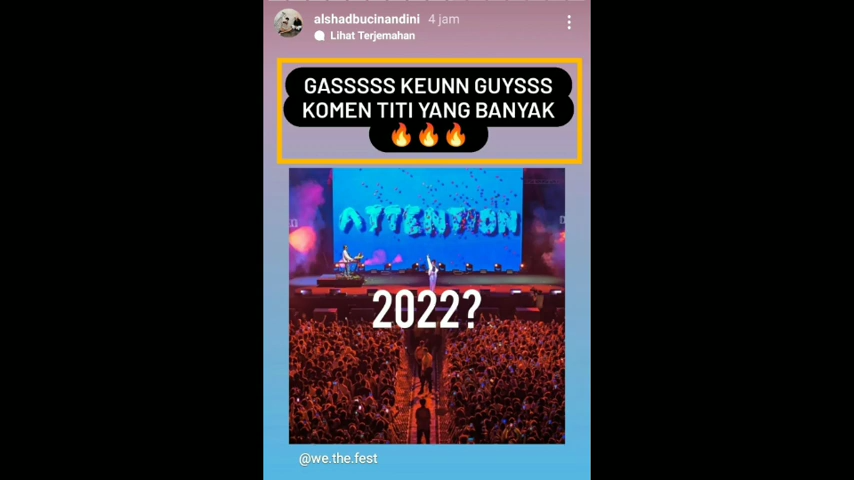 alshadbucinandini 4 jam
Lihat Terjemahan
GASSSSS KEUNN GUYSSS
KOMEN TITI YANG BANYAK
🔥🔥🔥
ATTENTION
2022?
@we.the.fest